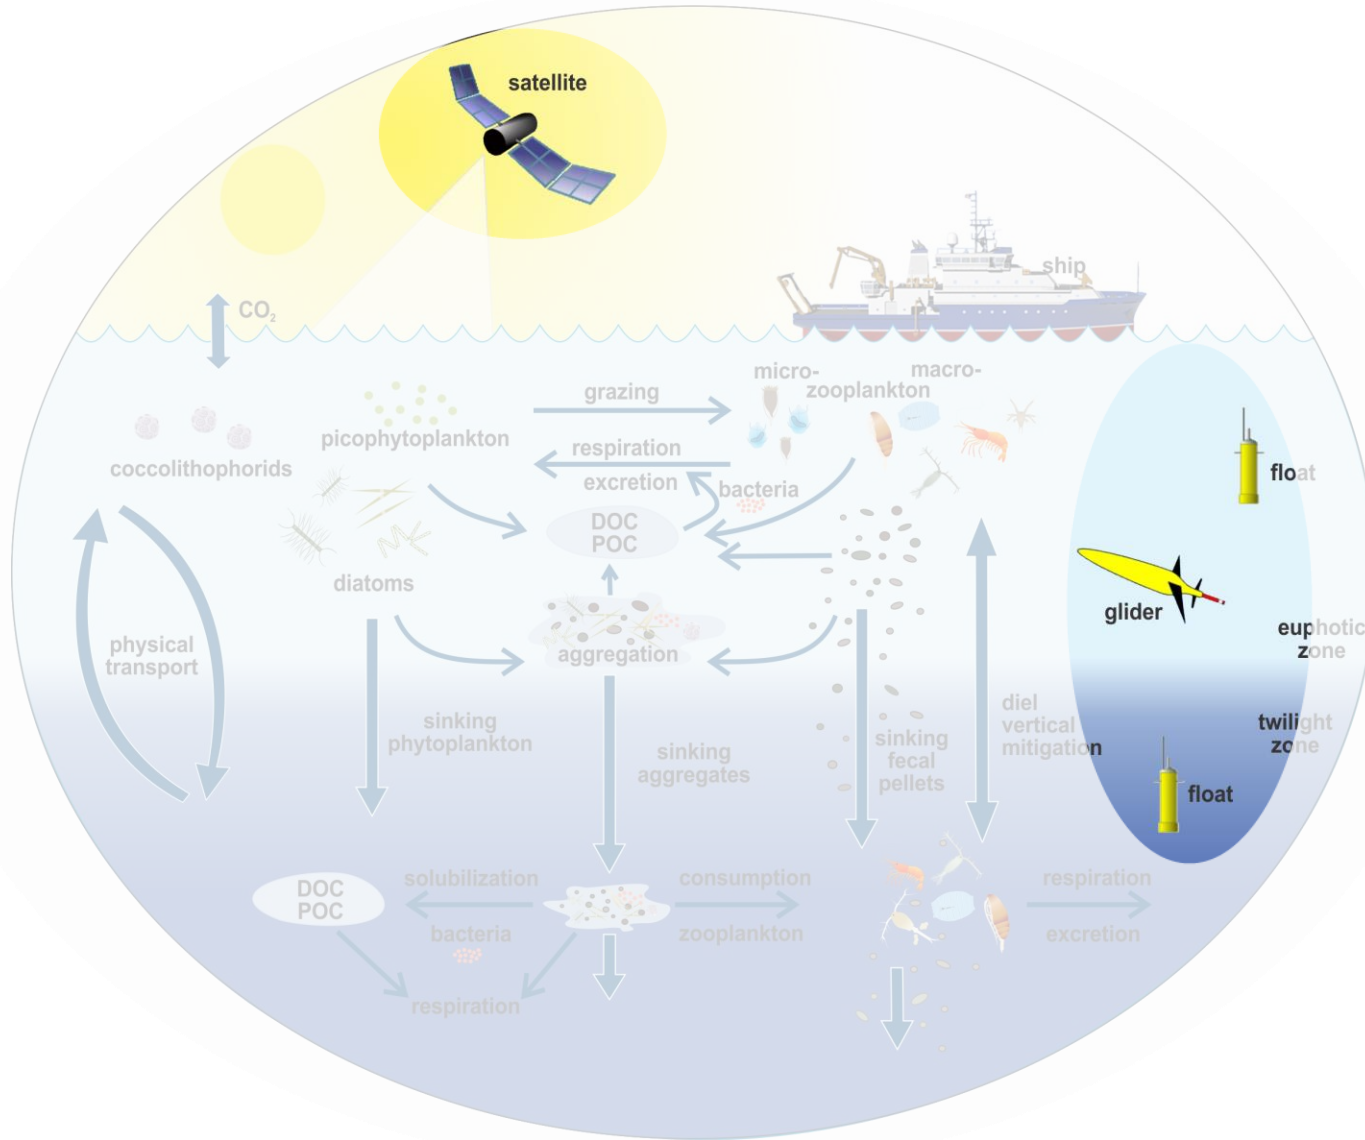 satellite
ship
CO₂
micro-
macro-
zooplankton
grazing
picophytoplankton
respiration
coccolithophorids
excretion
bacteria
float
DOC
POC
diatoms
glider
physical
transport
aggregation
euphotic
zone
sinking
phytoplankton
sinking
aggregates
sinking
fecal
pellets
diel
vertical
mitigation
twilight
zone
float
DOC
POC
solubilization
bacteria
consumption
zooplankton
respiration
excretion
respiration